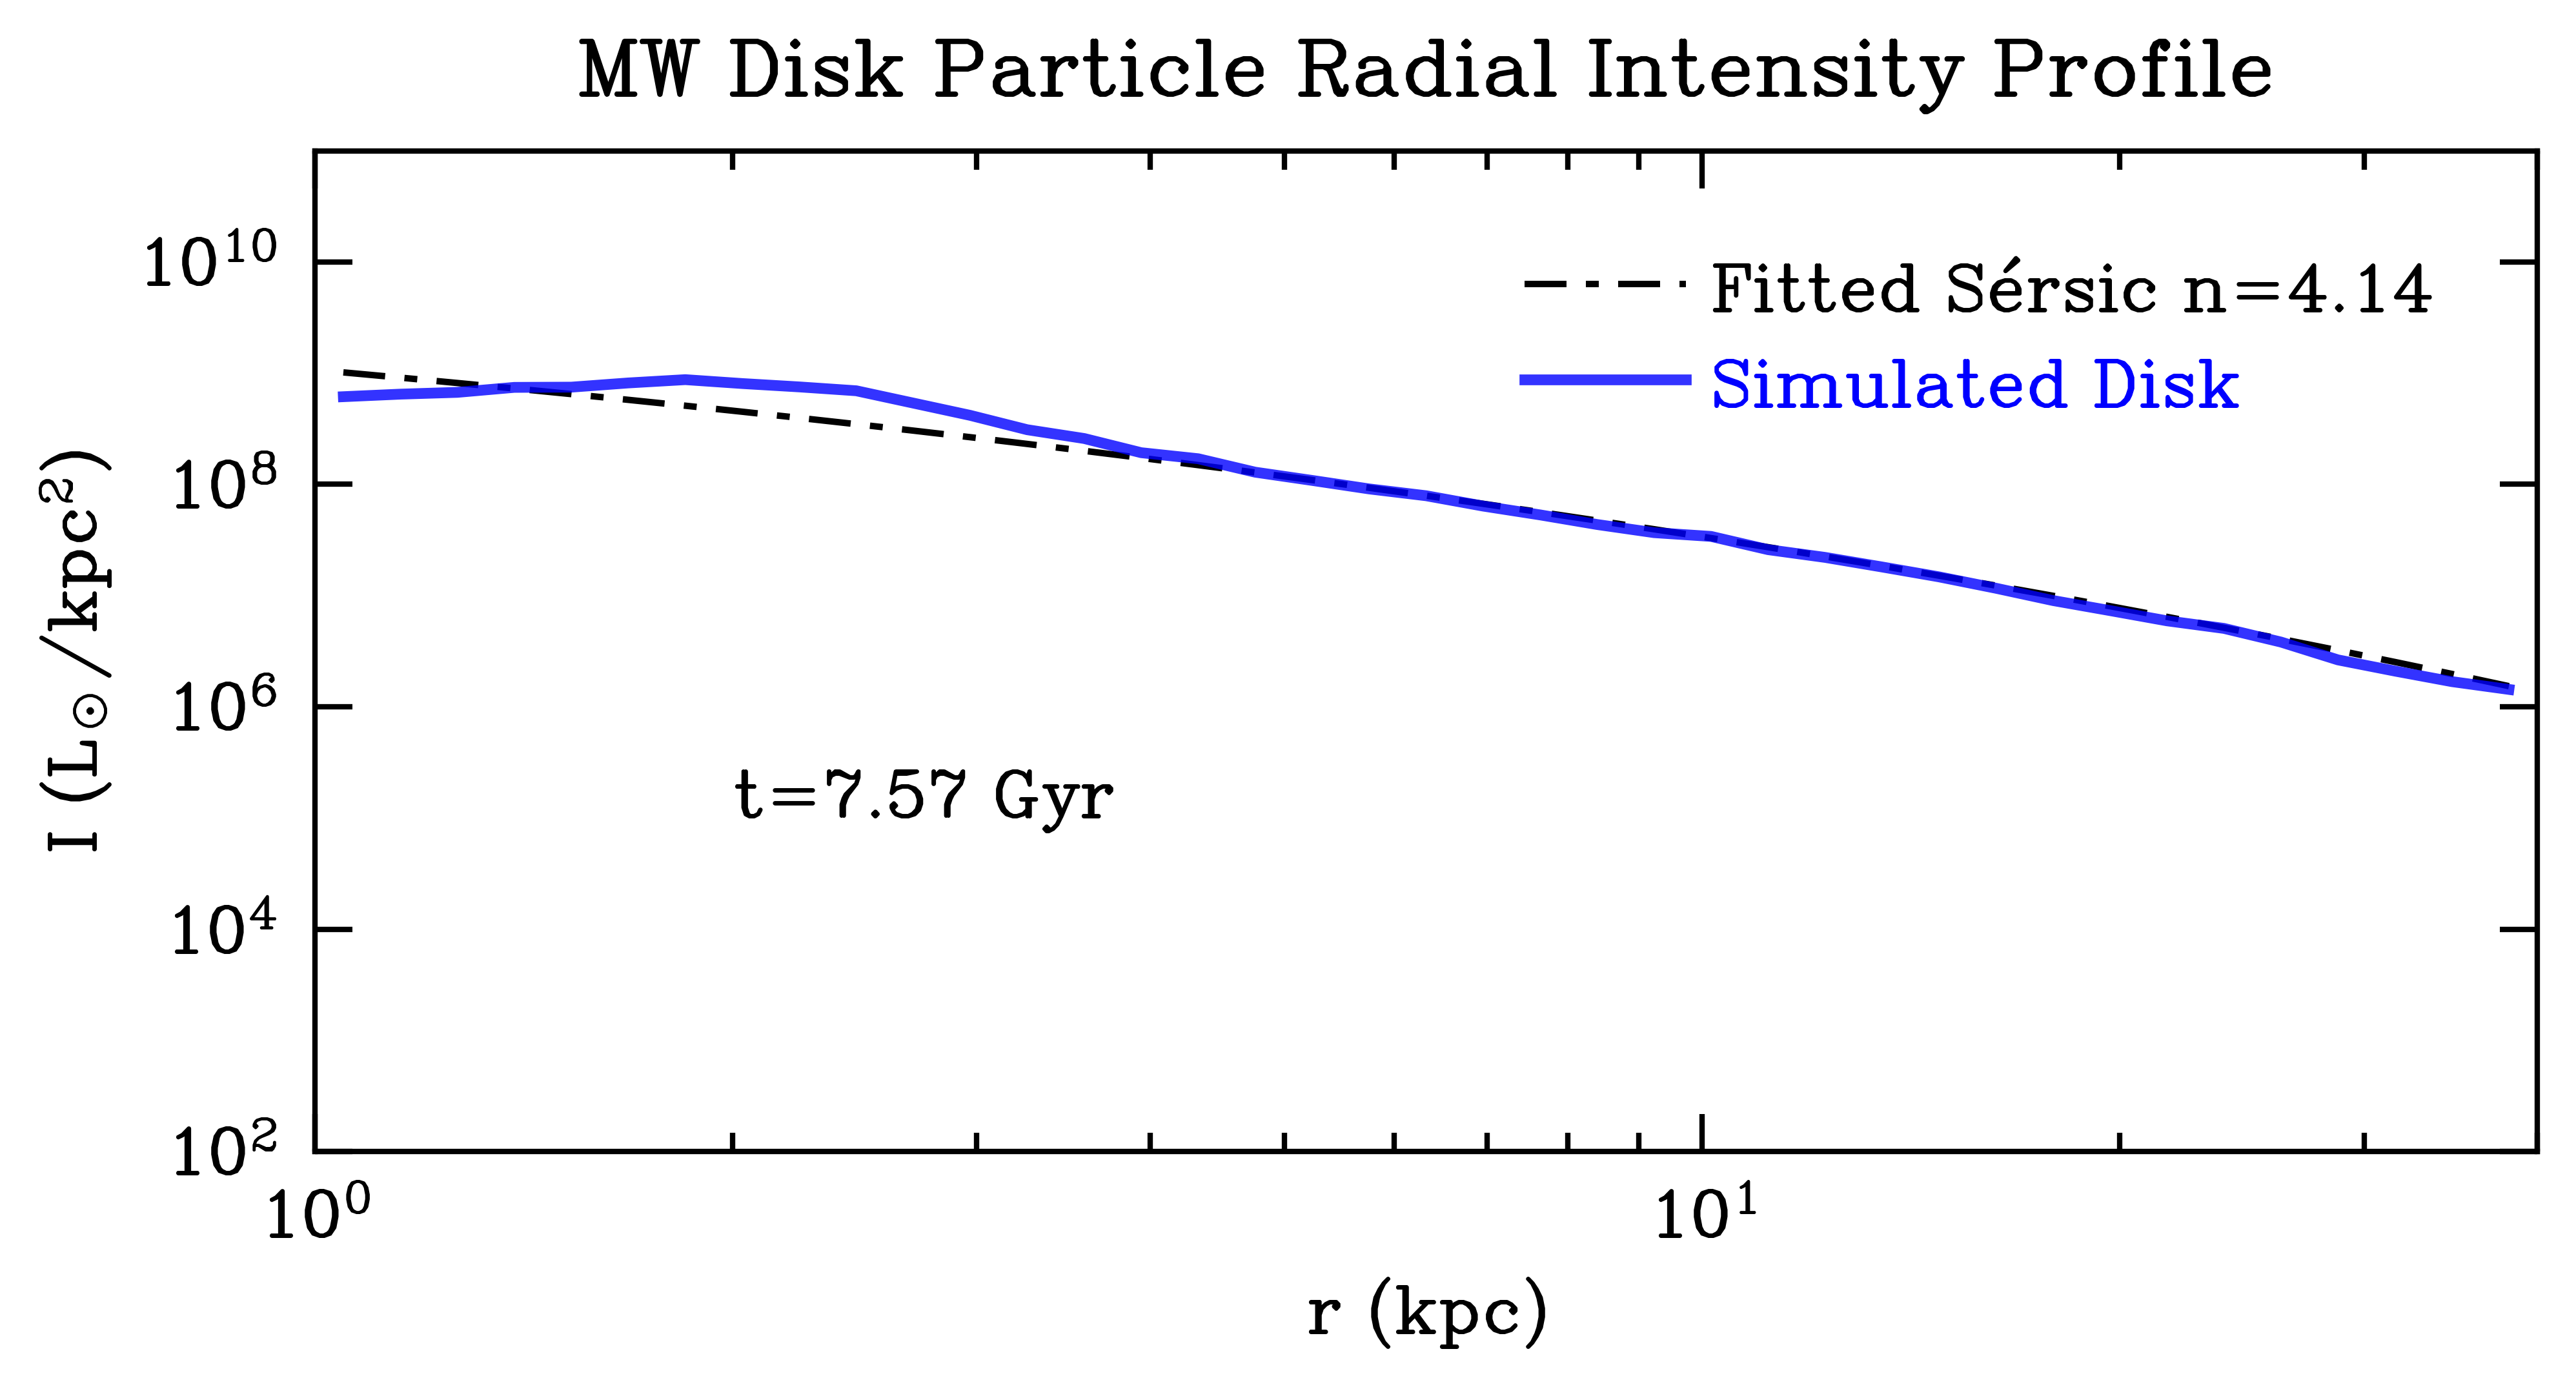 MW Disk Particle Radial Intensity Profile
10¹⁰
10⁸
10⁶
10⁴
10²
I (L☉/kpc²)
Fitted Sérsic n=4.14
Simulated Disk
t=7.57 Gyr
10⁰
10¹
r (kpc)